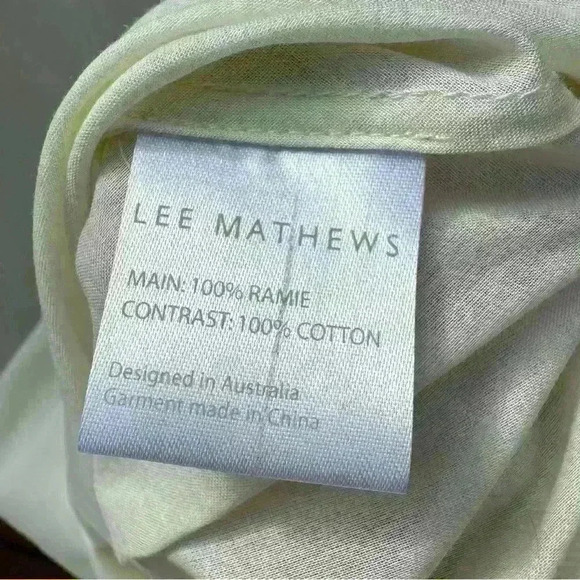 LEE MATHEWS
MAIN: 100% RAMIE
CONTRAST: 100% COTTON
Designed in Australia
Garment made in China